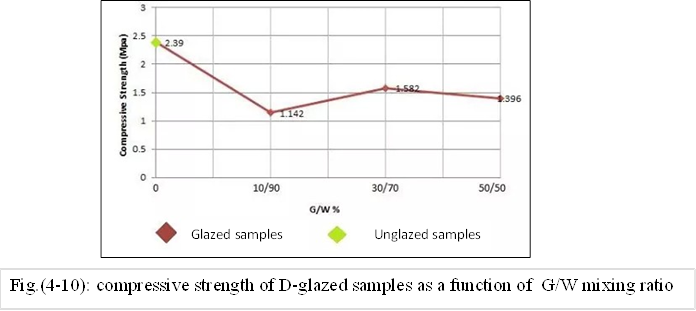 3
2.5
2
1.5
1
0.5
0
Compressive Strength (Mpa)
2.39
1.142
1.582
1.396
0 10/90 30/70 50/50
G/W %
Glazed samples Unglazed samples
Fig.(4-10): compressive strength of D-glazed samples as a function of G/W mixing ratio